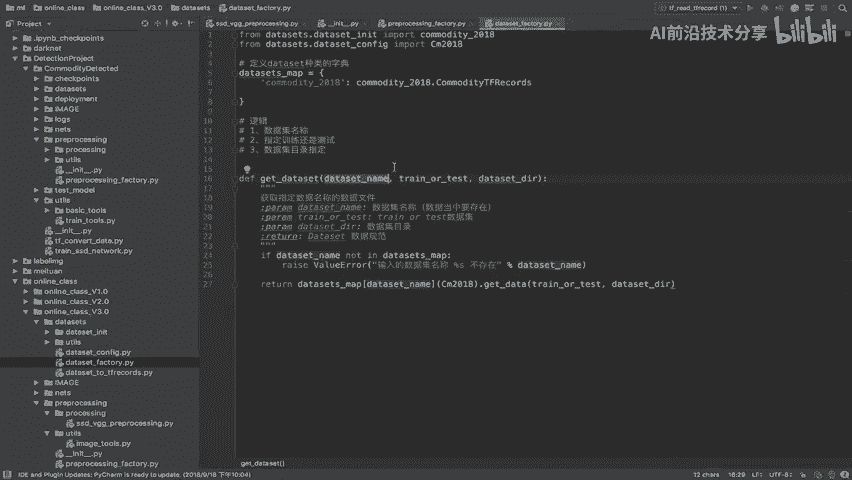 ml › online_class › online_class_V3.0 › datasets › dataset_factory.py
tf_read_tfrecord (1)
AI前沿技术分享 bilibili
Project
ssd_vgg_preprocessing.py
__init__.py
preprocessing_factory.py
dataset_factory.py
.ipynb_checkpoints
darknet
DetectionProject
CommodityDetected
checkpoints
datasets
deployment
IMAGE
logs
nets
preprocessing
processing
utils
__init__.py
preprocessing_factory.py
test_model
utils
basic_tools
train_tools.py
__init__.py
tf_convert_data.py
train_ssd_network.py
labelimg
meituan
online_class
online_class_V1.0
online_class_V2.0
online_class_V3.0
datasets
dataset_init
utils
dataset_config.py
dataset_factory.py
dataset_to_tfrecords.py
IMAGE
nets
preprocessing
processing
ssd_vgg_preprocessing.py
utils
image_tools.py
__init__.py
preprocessing_factory.py
from datasets.dataset_init import commodity_2018
from datasets.dataset_config import Cm2018
# 定义dataset种类的字典
datasets_map = {
'commodity_2018': commodity_2018.CommodityTFRecords
}
# 逻辑
# 1、数据集名称
# 2、指定训练还是测试
# 3、数据集目录指定
def get_dataset(dataset_name, train_or_test, dataset_dir):
"""
获取指定数据名称的数据文件
:param dataset_name: 数据集名称（数据当中要存在）
:param train_or_test: train or test数据集
:param dataset_dir: 数据集目录
:return: Dataset 数据规范
"""
if dataset_name not in datasets_map:
raise ValueError("输入的数据集名称 %s 不存在" % dataset_name)
return datasets_map[dataset_name](Cm2018).get_data(train_or_test, dataset_dir)
get_dataset()
IDE and Plugin Updates: PyCharm is ready to update. (2018/9/18 下午10:04)
12 chars 16:29 LF÷ UTF-8÷